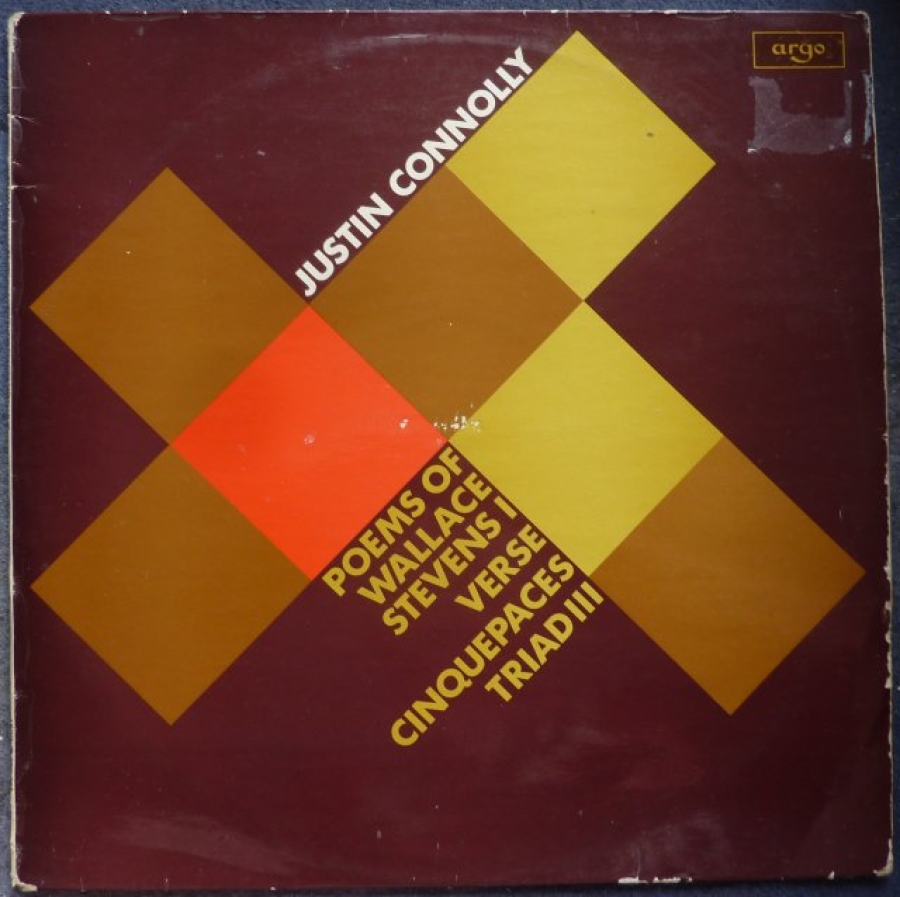 argo
JUSTIN CONNOLLY
POEMS OF
WALLACE
STEVENS I
VERSE
CINQUEPACES
TRIAD III